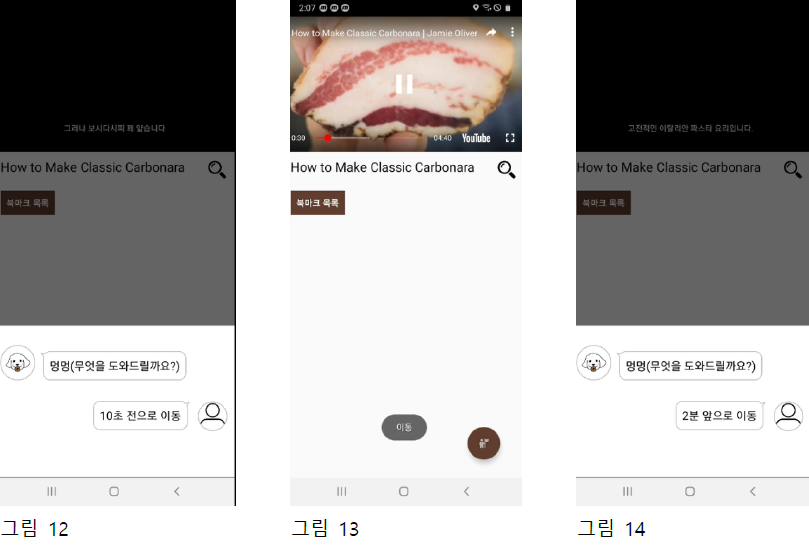 그러나 보시다시피 꽤 얇습니다
How to Make Classic Carbonara
북마크 목록
멍멍(무엇을 도와드릴까요?)
10초 전으로 이동
그림 12
2:07
How to Make Classic Carbonara | Jamie Oliver
0:30
04:40
YouTube
How to Make Classic Carbonara
북마크 목록
이동
그림 13
고전적인 이탈리안 파스타 요리입니다.
How to Make Classic Carbonara
북마크 목록
멍멍(무엇을 도와드릴까요?)
2분 앞으로 이동
그림 14